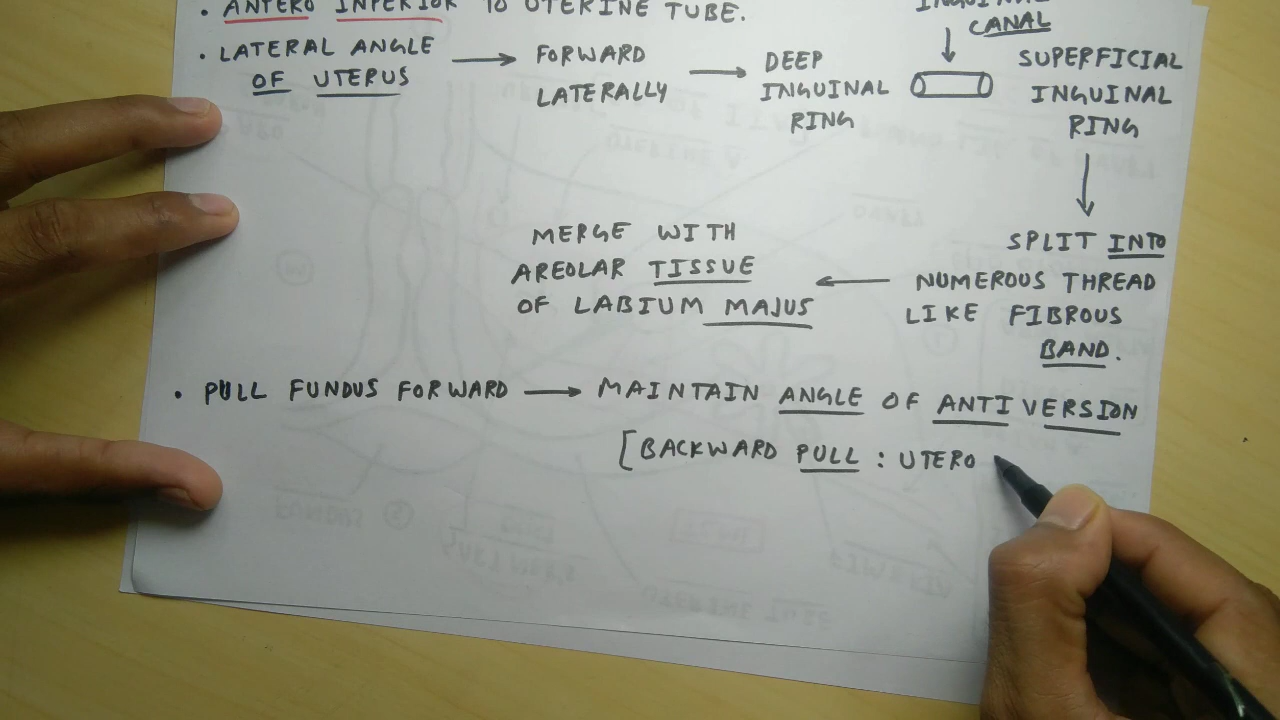 • ANTERO INFERIOR TO UTERINE TUBE.
• LATERAL ANGLE
OF UTERUS
FORWARD
LATERALLY
DEEP
INGUINAL
RING
INGUINAL
CANAL
SUPERFICIAL
INGUINAL
RING
SPLIT INTO
NUMEROUS THREAD
LIKE FIBROUS
BAND.
MERGE WITH
AREOLAR TISSUE
OF LABIUM MAJUS
• PULL FUNDUS FORWARD → MAINTAIN ANGLE OF ANTIVERSION
[BACKWARD PULL : UTERO